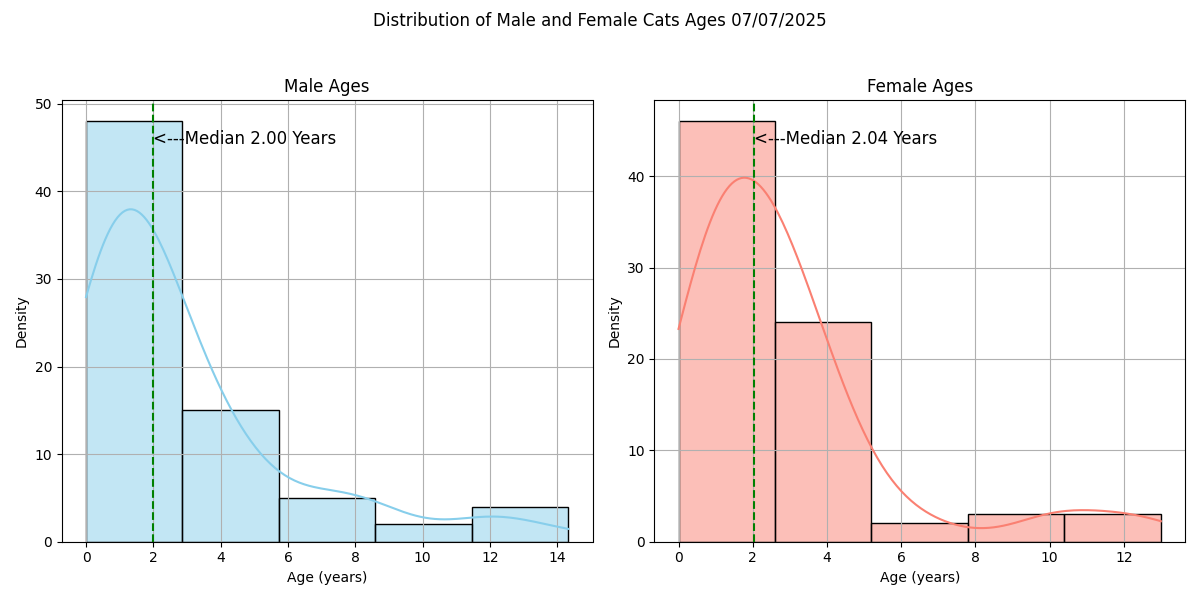 Distribution of Male and Female Cats Ages 07/07/2025
Male Ages
50
40
30
20
10
0
Density
<---Median 2.00 Years
0 2 4 6 8 10 12 14
Age (years)
Female Ages
40
30
20
10
0
Density
<---Median 2.04 Years
0 2 4 6 8 10 12
Age (years)